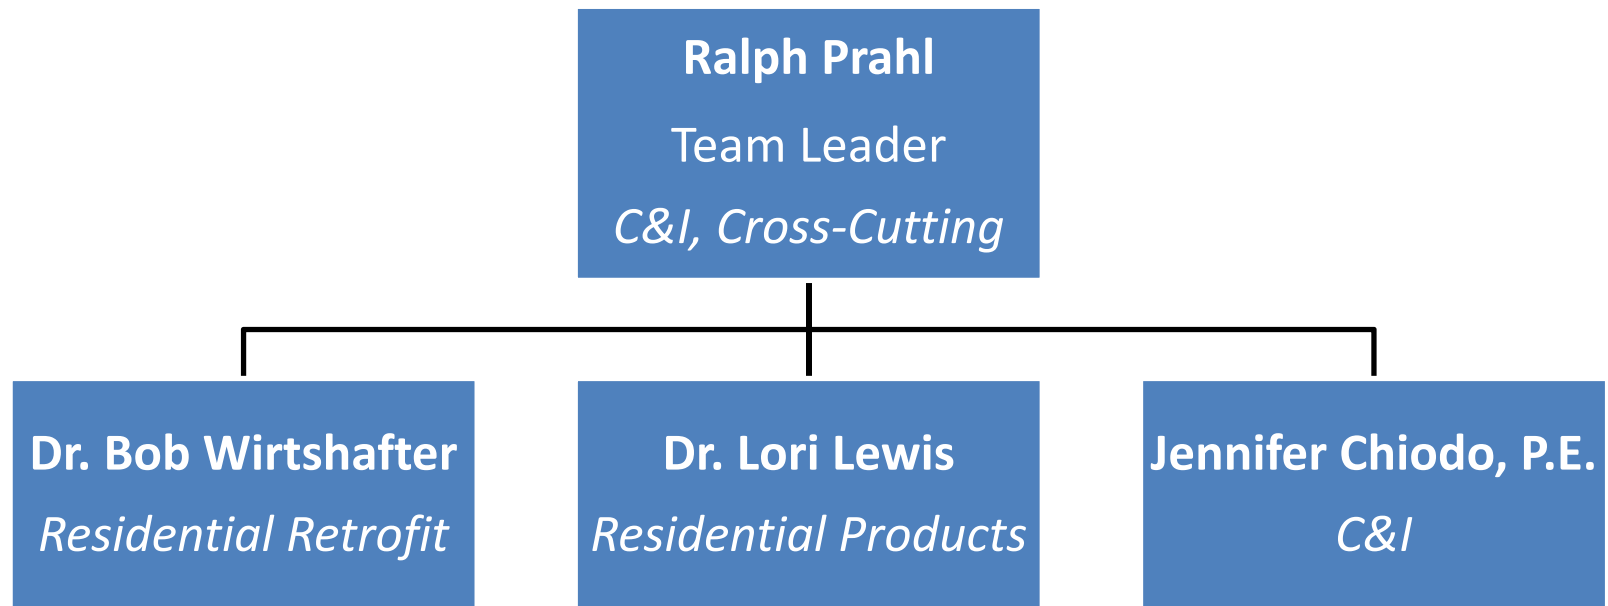 Ralph Prahl
Team Leader
C&I, Cross-Cutting
Dr. Bob Wirtshafter
Residential Retrofit
Dr. Lori Lewis
Residential Products
Jennifer Chiodo, P.E.
C&I